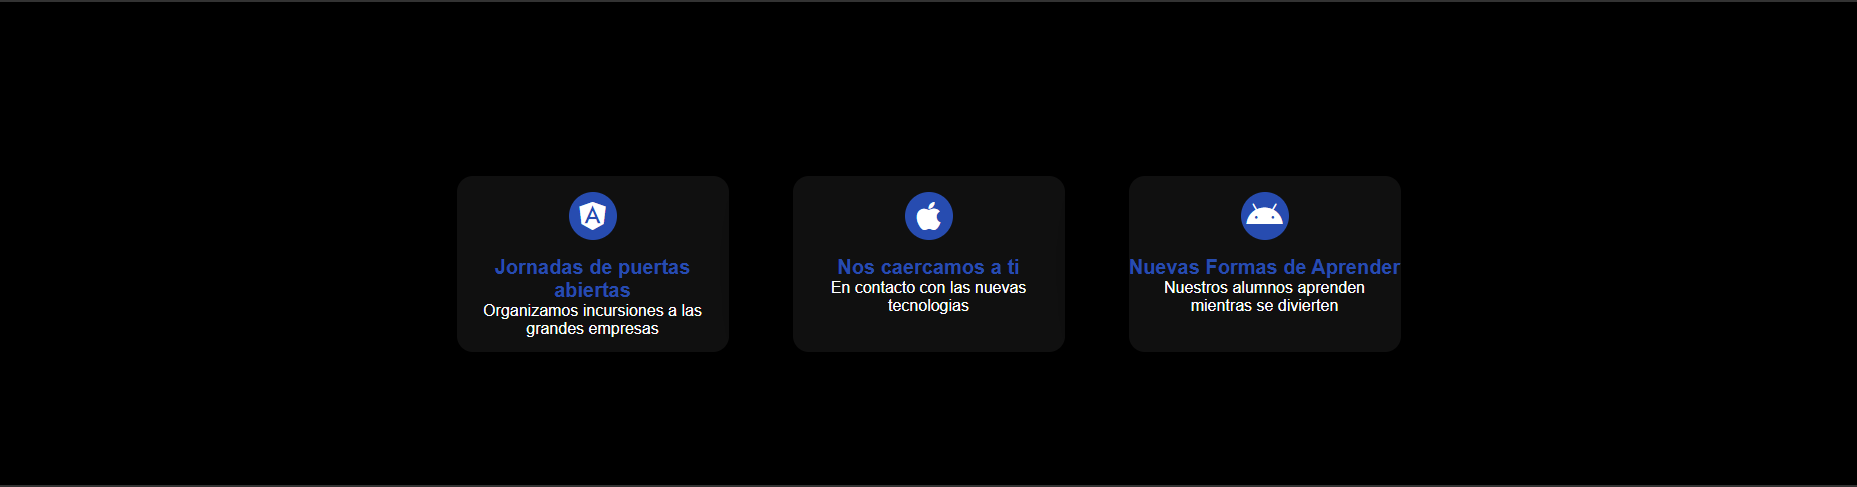 Jornadas de puertas
abiertas
Organizamos incursiones a las
grandes empresas
Nos caercamos a ti
En contacto con las nuevas
tecnologias
Nuevas Formas de Aprender
Nuestros alumnos aprenden
mientras se divierten